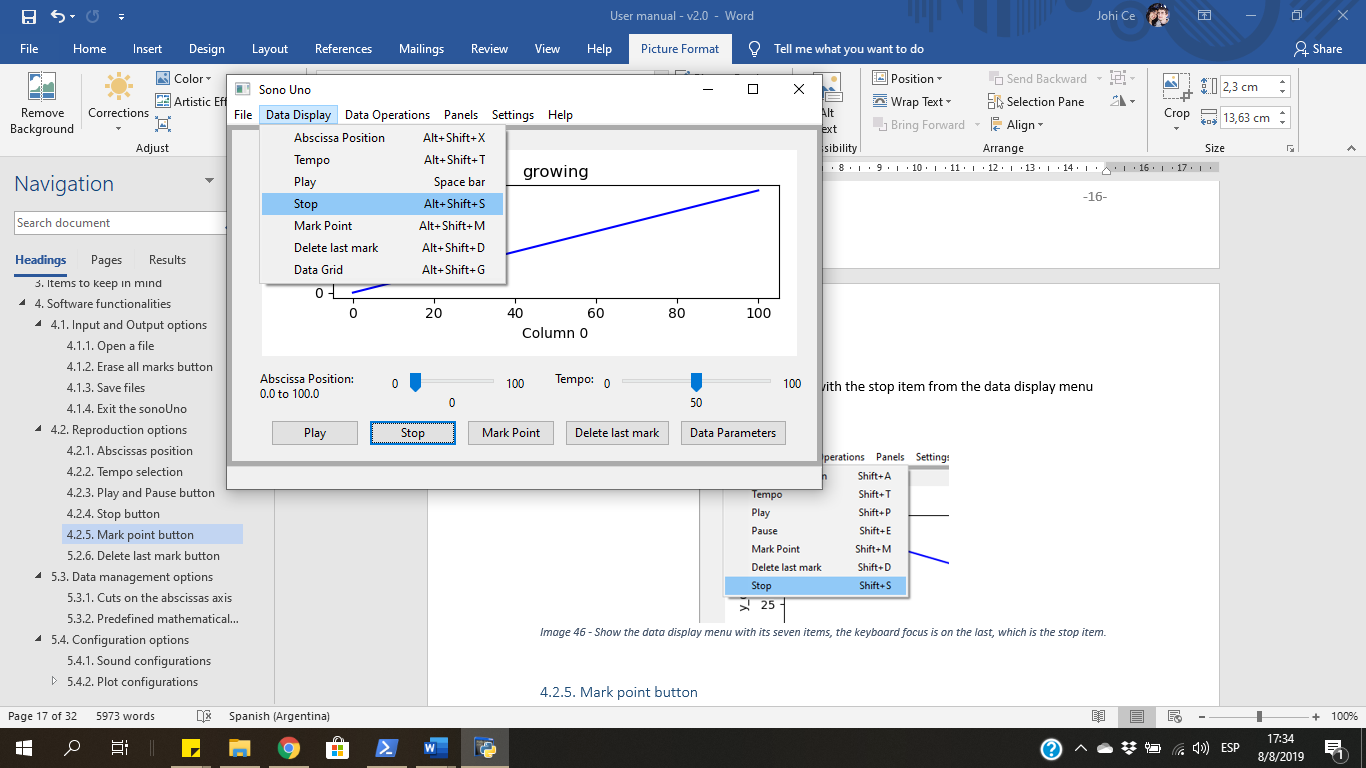 User manual - v2.0 - Word
Johi Ce
File Home Insert Design Layout References Mailings Review View Help Picture Format Tell me what you want to do Share
Remove Background
Corrections
Color
Artistic
Adjust
Position
Wrap Text
Bring Forward
Send Backward
Selection Pane
Align
Arrange
Crop
2,3 cm
13,63 cm
Size
Sono Uno
File Data Display Data Operations Panels Settings Help
Abscissa Position Alt+Shift+X
Tempo Alt+Shift+T
Play Space bar
Stop Alt+Shift+S
Mark Point Alt+Shift+M
Delete last mark Alt+Shift+D
Data Grid Alt+Shift+G
growing
0
0 20 40 60 80 100
Column 0
Abscissa Position:
0.0 to 100.0
0 100
0
Tempo: 0 100
50
Play Stop Mark Point Delete last mark Data Parameters
Navigation
Search document
Headings Pages Results
3. Items to keep in mind
4. Software functionalities
4.1. Input and Output options
4.1.1. Open a file
4.1.2. Erase all marks button
4.1.3. Save files
4.1.4. Exit the sonoUno
4.2. Reproduction options
4.2.1. Abscissas position
4.2.2. Tempo selection
4.2.3. Play and Pause button
4.2.4. Stop button
4.2.5. Mark point button
5.2.6. Delete last mark button
5.3. Data management options
5.3.1. Cuts on the abscissas axis
5.3.2. Predefined mathematical...
5.4. Configuration options
5.4.1. Sound configurations
5.4.2. Plot configurations
8 9 10 11 12 13 14 16 17
-16-
with the stop item from the data display menu
Panels Settings
Shift+A
Tempo Shift+T
Play Shift+P
Pause Shift+E
Mark Point Shift+M
Delete last mark Shift+D
Stop Shift+S
25
Image 46 - Show the data display menu with its seven items, the keyboard focus is on the last, which is the stop item.
4.2.5. Mark point button
Page 17 of 32 5973 words Spanish (Argentina) 100%
ESP
17:34
8/8/2019
1